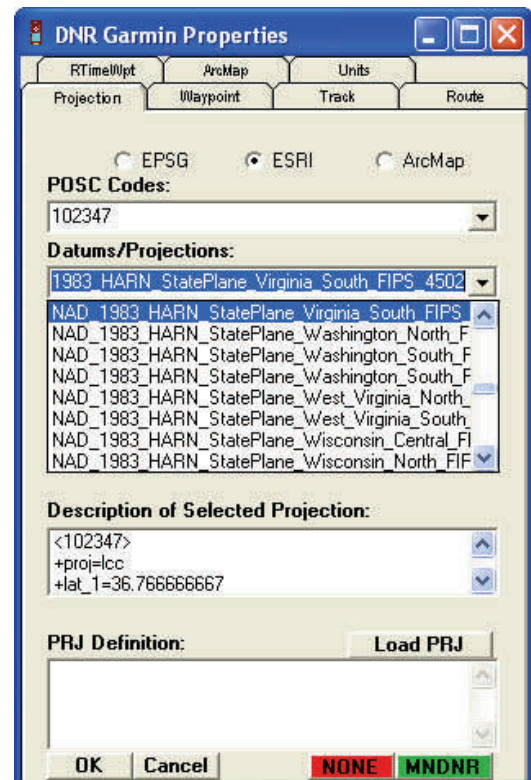 DNR Garmin Properties
RTimeWpt ArcMap Units
Projection Waypoint Track Route
EPSG ESRI ArcMap
POSC Codes:
102347
Datums/Projections:
1983_HARN_StatePlane_Virginia_South_FIPS_4502
NAD_1983_HARN_StatePlane_Virginia_South_FIPS_
NAD_1983_HARN_StatePlane_Washington_North_F
NAD_1983_HARN_StatePlane_Washington_South_F
NAD_1983_HARN_StatePlane_Washington_South_F
NAD_1983_HARN_StatePlane_West_Virginia_North_
NAD_1983_HARN_StatePlane_West_Virginia_South_
NAD_1983_HARN_StatePlane_Wisconsin_Central_FI
NAD_1983_HARN_StatePlane_Wisconsin_North_FIF
Description of Selected Projection:
<102347>
+proj=lcc
+lat_1=36.766666667
PRJ Definition: Load PRJ
OK Cancel NONE MNDNR